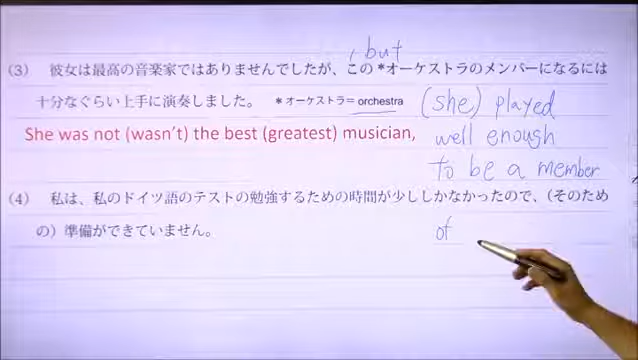 , but
(3) 彼女は最高の音楽家ではありませんでしたが、この*オーケストラのメンバーになるには
十分なぐらい上手に演奏しました。 *オーケストラ= orchestra
(she) played
She was not (wasn't) the best (greatest) musician,
well enough
to be a member
(4) 私は、私のドイツ語のテストの勉強するための時間が少ししかなかったので、(そのため
の) 準備ができていません。
of